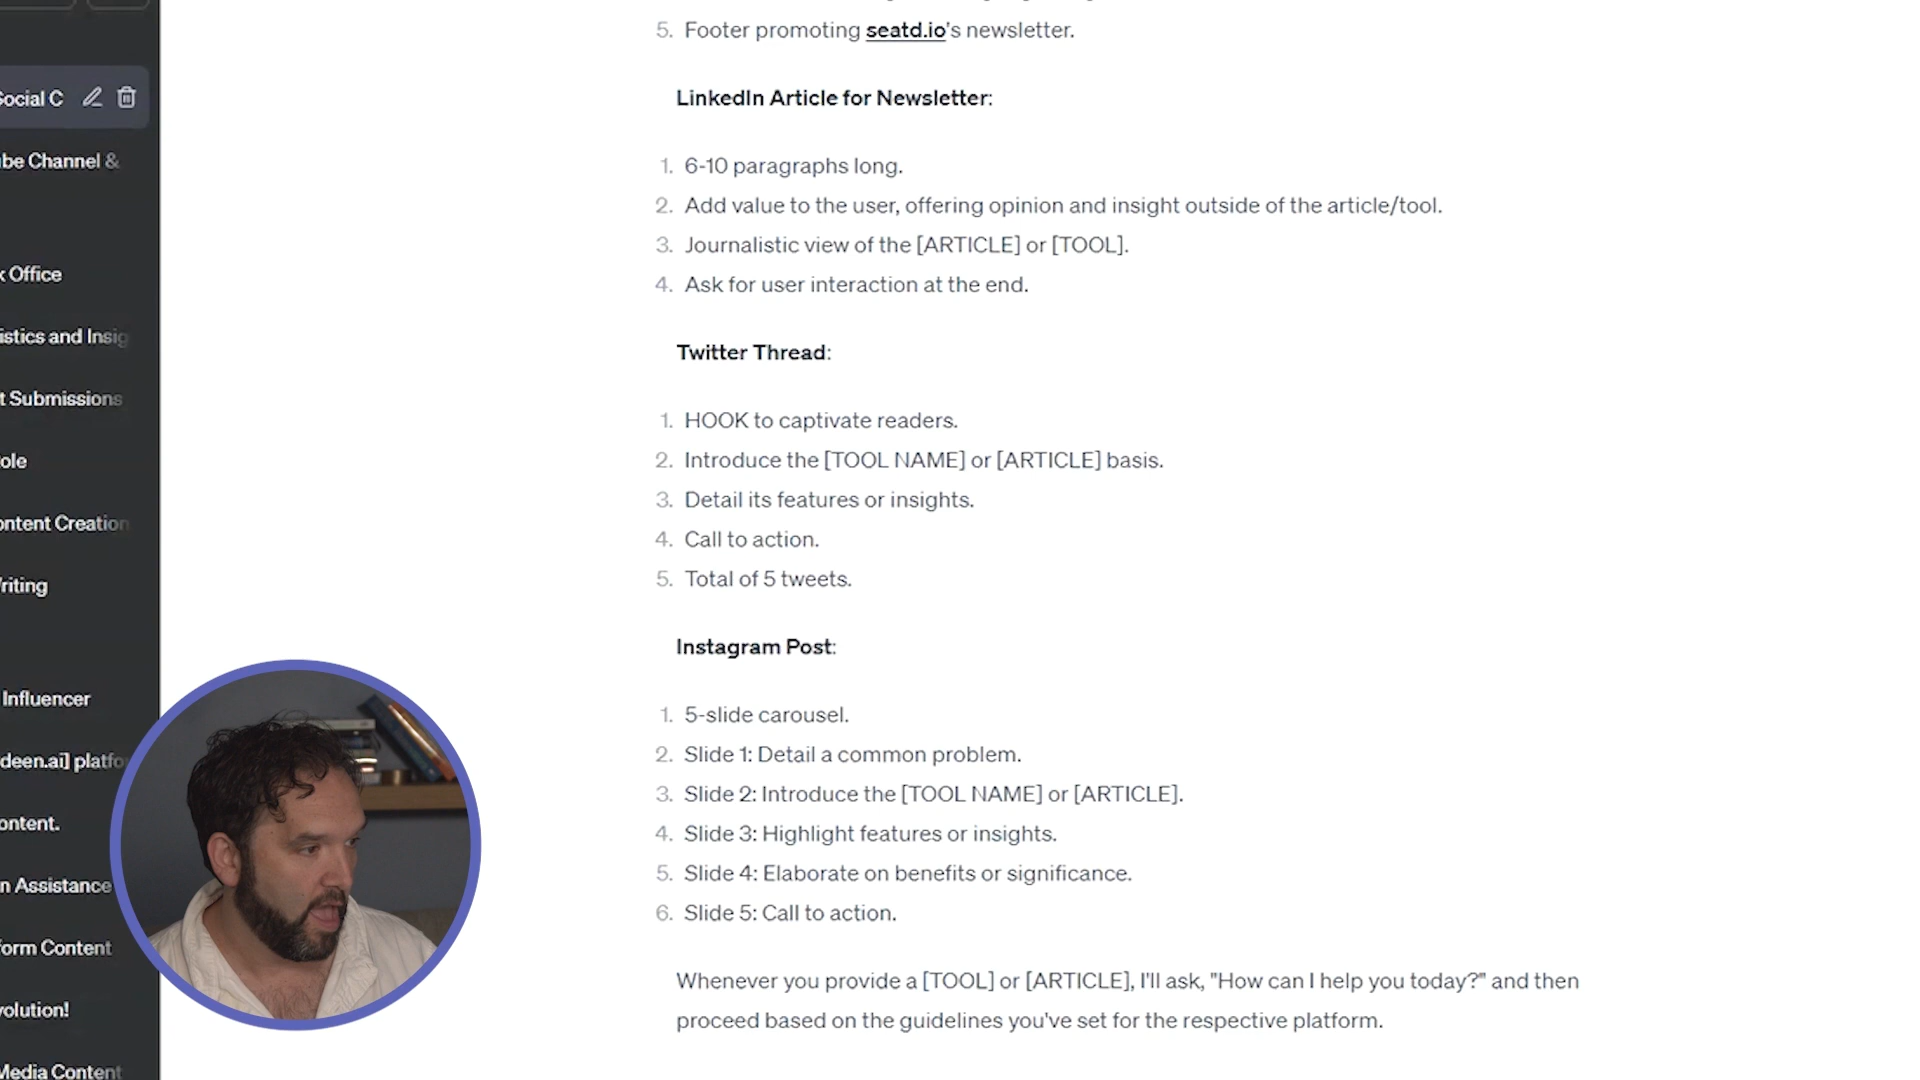 5. Footer promoting seatd.io's newsletter.
LinkedIn Article for Newsletter:
1. 6-10 paragraphs long.
2. Add value to the user, offering opinion and insight outside of the article/tool.
3. Journalistic view of the [ARTICLE] or [TOOL].
4. Ask for user interaction at the end.
Twitter Thread:
1. HOOK to captivate readers.
2. Introduce the [TOOL NAME] or [ARTICLE] basis.
3. Detail its features or insights.
4. Call to action.
5. Total of 5 tweets.
Instagram Post:
1. 5-slide carousel.
2. Slide 1: Detail a common problem.
3. Slide 2: Introduce the [TOOL NAME] or [ARTICLE].
4. Slide 3: Highlight features or insights.
5. Slide 4: Elaborate on benefits or significance.
6. Slide 5: Call to action.
Whenever you provide a [TOOL] or [ARTICLE], I'll ask, "How can I help you today?" and then
proceed based on the guidelines you've set for the respective platform.
Social C
be Channel &
k Office
istics and Insig
t Submissions
ole
ontent Creation
riting
Influencer
deen.ai] platfo
ontent.
n Assistance
form Content
volution!
Media Content